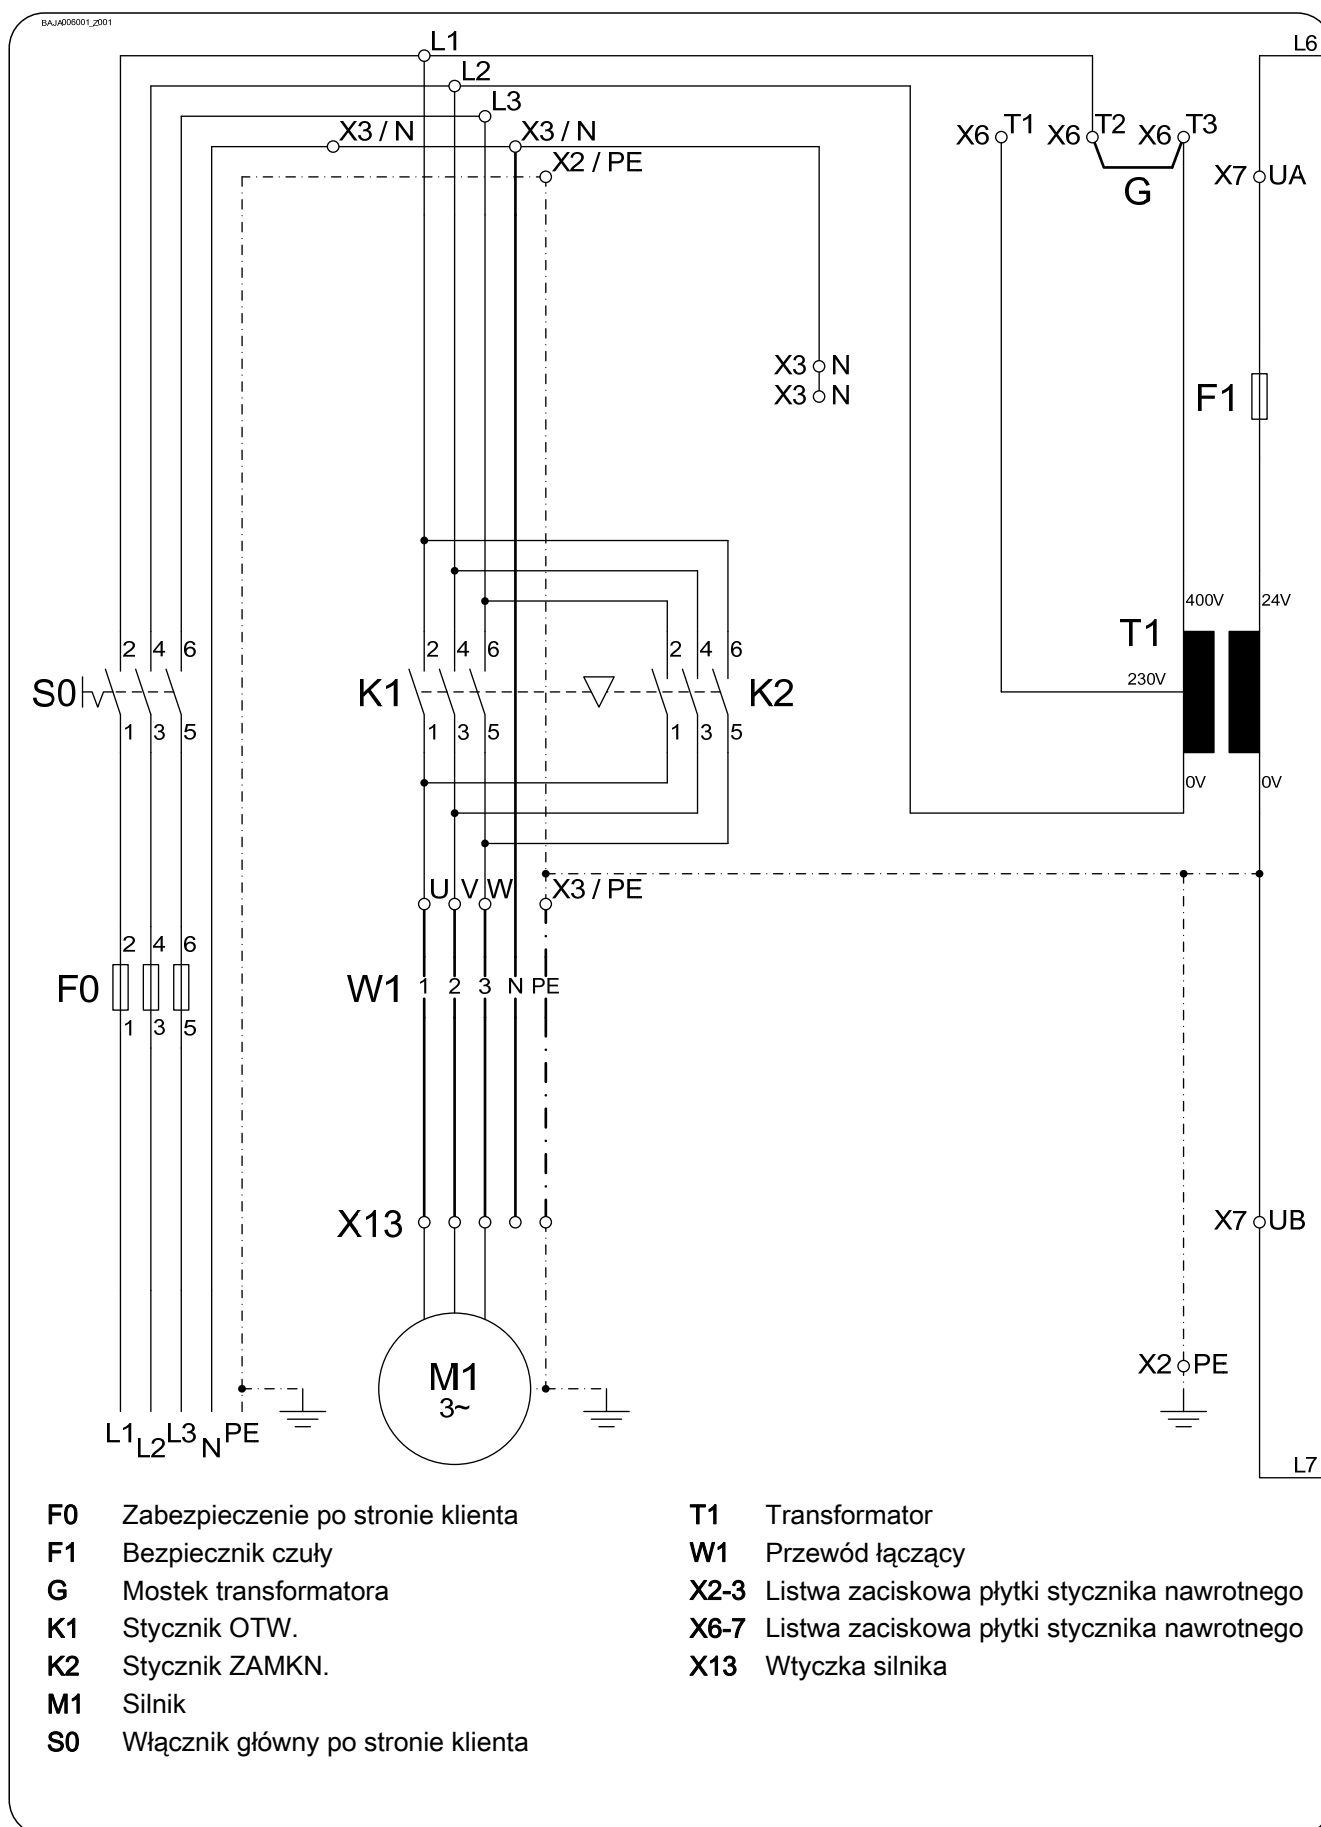 BAJA006001_Z001
L1
L6
L2
L3
X3 / N
X3 / N
X6 T1 X6 T2 X6 T3
X2 / PE
X7 UA
G
X3 N
X3 N
F1
400V 24V
T1
2 4 6
2 4 6
2 4 6
230V
S0
K1
K2
1 3 5
1 3 5
1 3 5
0V 0V
U V W X3 / PE
2 4 6
F0
W1 1 2 3 N PE
1 3 5
X13
X7 UB
X2 PE
M1
3~
L1 L2 L3 N PE
L7
F0 Zabezpieczenie po stronie klienta
F1 Bezpiecznik czuły
G Mostek transformatora
K1 Stycznik OTW.
K2 Stycznik ZAMKN.
M1 Silnik
S0 Włącznik główny po stronie klienta
T1 Transformator
W1 Przewód łączący
X2-3 Listwa zaciskowa płytki stycznika nawrotnego
X6-7 Listwa zaciskowa płytki stycznika nawrotnego
X13 Wtyczka silnika